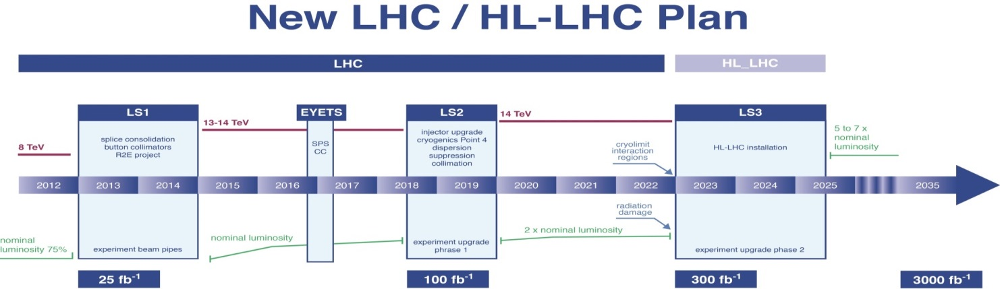 New LHC / HL-LHC Plan
LHC
HL_LHC
LS1
EYETS
LS2
LS3
8 TeV
13-14 TeV
14 TeV
splice consolidation
button collimators
R2E project
SPS
CC
injector upgrade
cryogenics Point 4
dispersion
suppression
collimation
cryolimit
interaction
regions
HL-LHC installation
5 to 7 x
nominal
luminosity
2012
2013
2014
2015
2016
2017
2018
2019
2020
2021
2022
2023
2024
2025
2035
nominal
luminosity 75%
experiment beam pipes
nominal luminosity
experiment upgrade
phrase 1
2 x nominal luminosity
radiation
damage
experiment upgrade phase 2
25 fb-1
100 fb-1
300 fb-1
3000 fb-1